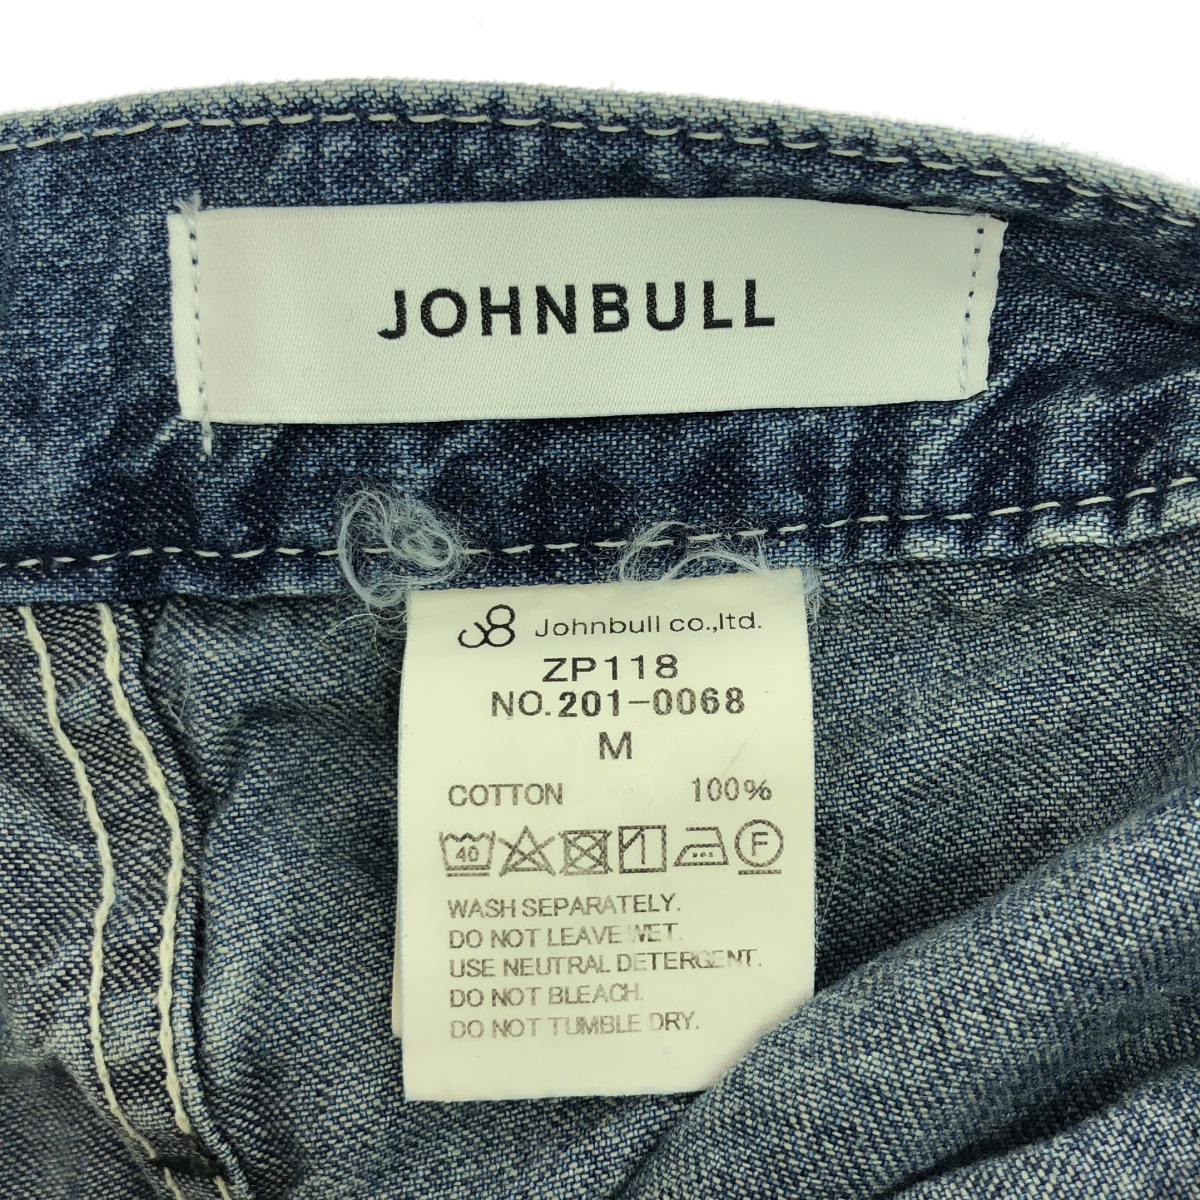 JOHNBULL
Johnbull co.,ltd.
ZP118
NO.201-0068
M
COTTON 100%
40 F
WASH SEPARATELY.
DO NOT LEAVE WET.
USE NEUTRAL DETERGENT.
DO NOT BLEACH.
DO NOT TUMBLE DRY.